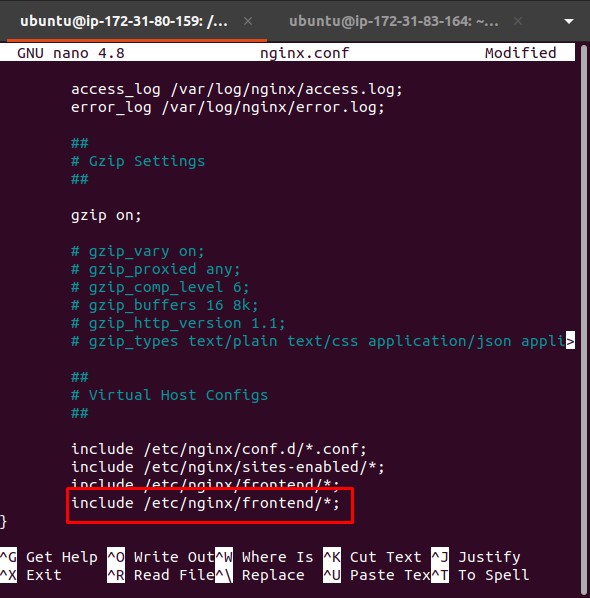 ubuntu@ip-172-31-80-159: /... × ubuntu@ip-172-31-83-164: ~... ×
GNU nano 4.8 nginx.conf Modified
access_log /var/log/nginx/access.log;
error_log /var/log/nginx/error.log;
##
# Gzip Settings
##
gzip on;
# gzip_vary on;
# gzip_proxied any;
# gzip_comp_level 6;
# gzip_buffers 16 8k;
# gzip_http_version 1.1;
# gzip_types text/plain text/css application/json appli>
##
# Virtual Host Configs
##
include /etc/nginx/conf.d/*.conf;
include /etc/nginx/sites-enabled/*;
include /etc/nginx/frontend/*;
include /etc/nginx/frontend/*;
}
^G Get Help ^O Write Out^W Where Is ^K Cut Text ^J Justify
^X Exit ^R Read File^\ Replace ^U Paste Tex^T To Spell